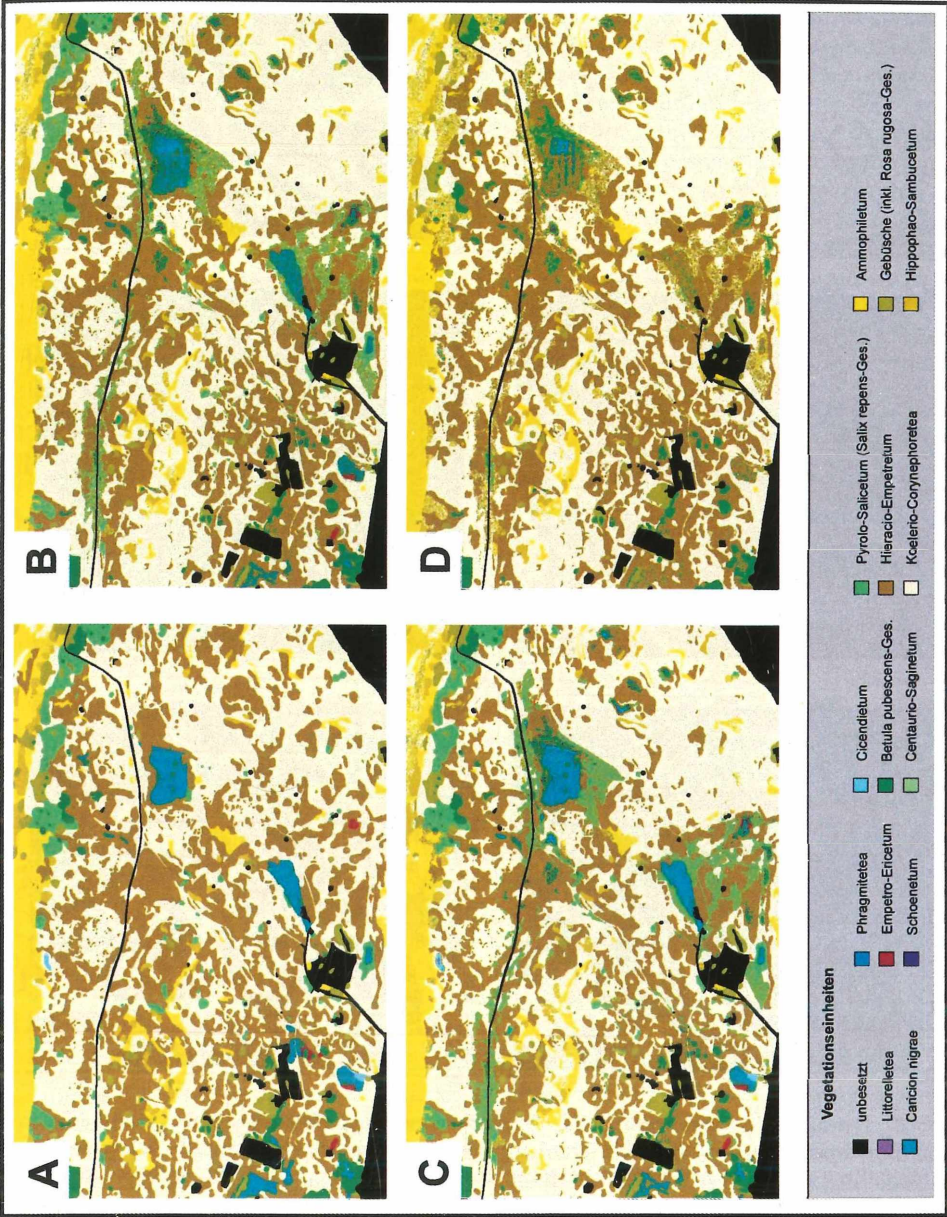 A
B
C
D
Vegetationseinheiten
unbesetzt
Littorelletea
Caricion nigrae
Phragmitetea
Empetro-Ericetum
Schoenetum
Cicendietum
Betula pubescens-Ges.
Centaurio-Saginetum
Pyrolo-Salicetum (Salix repens-Ges.)
Hieracio-Empetretum
Koelerio-Corynephoretea
Ammophiletum
Gebüsche (inkl. Rosa rugosa-Ges.)
Hippophao-Sambucetum